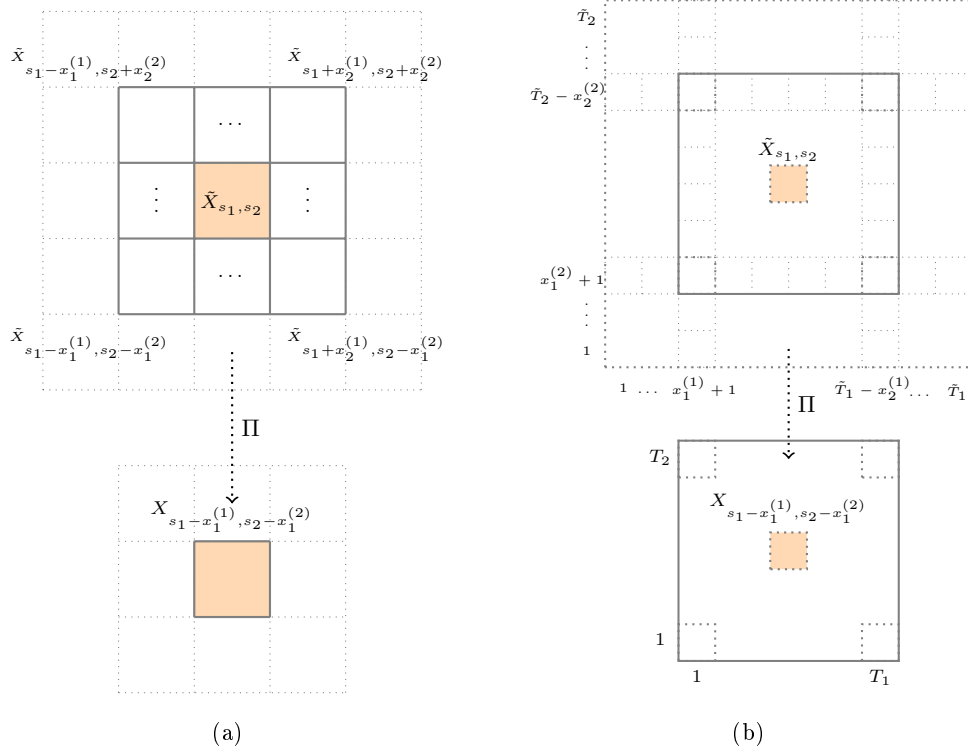 X̃_{s_1−x_1^{(1)},s_2+x_2^{(2)}} X̃_{s_1+x_2^{(1)},s_2+x_2^{(2)}}
...
⋮ X̃_{s_1,s_2} ⋮
...
X̃_{s_1−x_1^{(1)},s_2−x_1^{(2)}} X̃_{s_1+x_2^{(1)},s_2−x_1^{(2)}}
Π
X_{s_1−x_1^{(1)},s_2−x_1^{(2)}}
(a)
T̃_2
⋮
T̃_2 − x_2^{(2)}
X̃_{s_1,s_2}
x_1^{(2)} + 1
⋮
1
1 ... x_1^{(1)} + 1 T̃_1 − x_2^{(1)} ... T̃_1
Π
T_2
X_{s_1−x_1^{(1)},s_2−x_1^{(2)}}
1
1 T_1
(b)